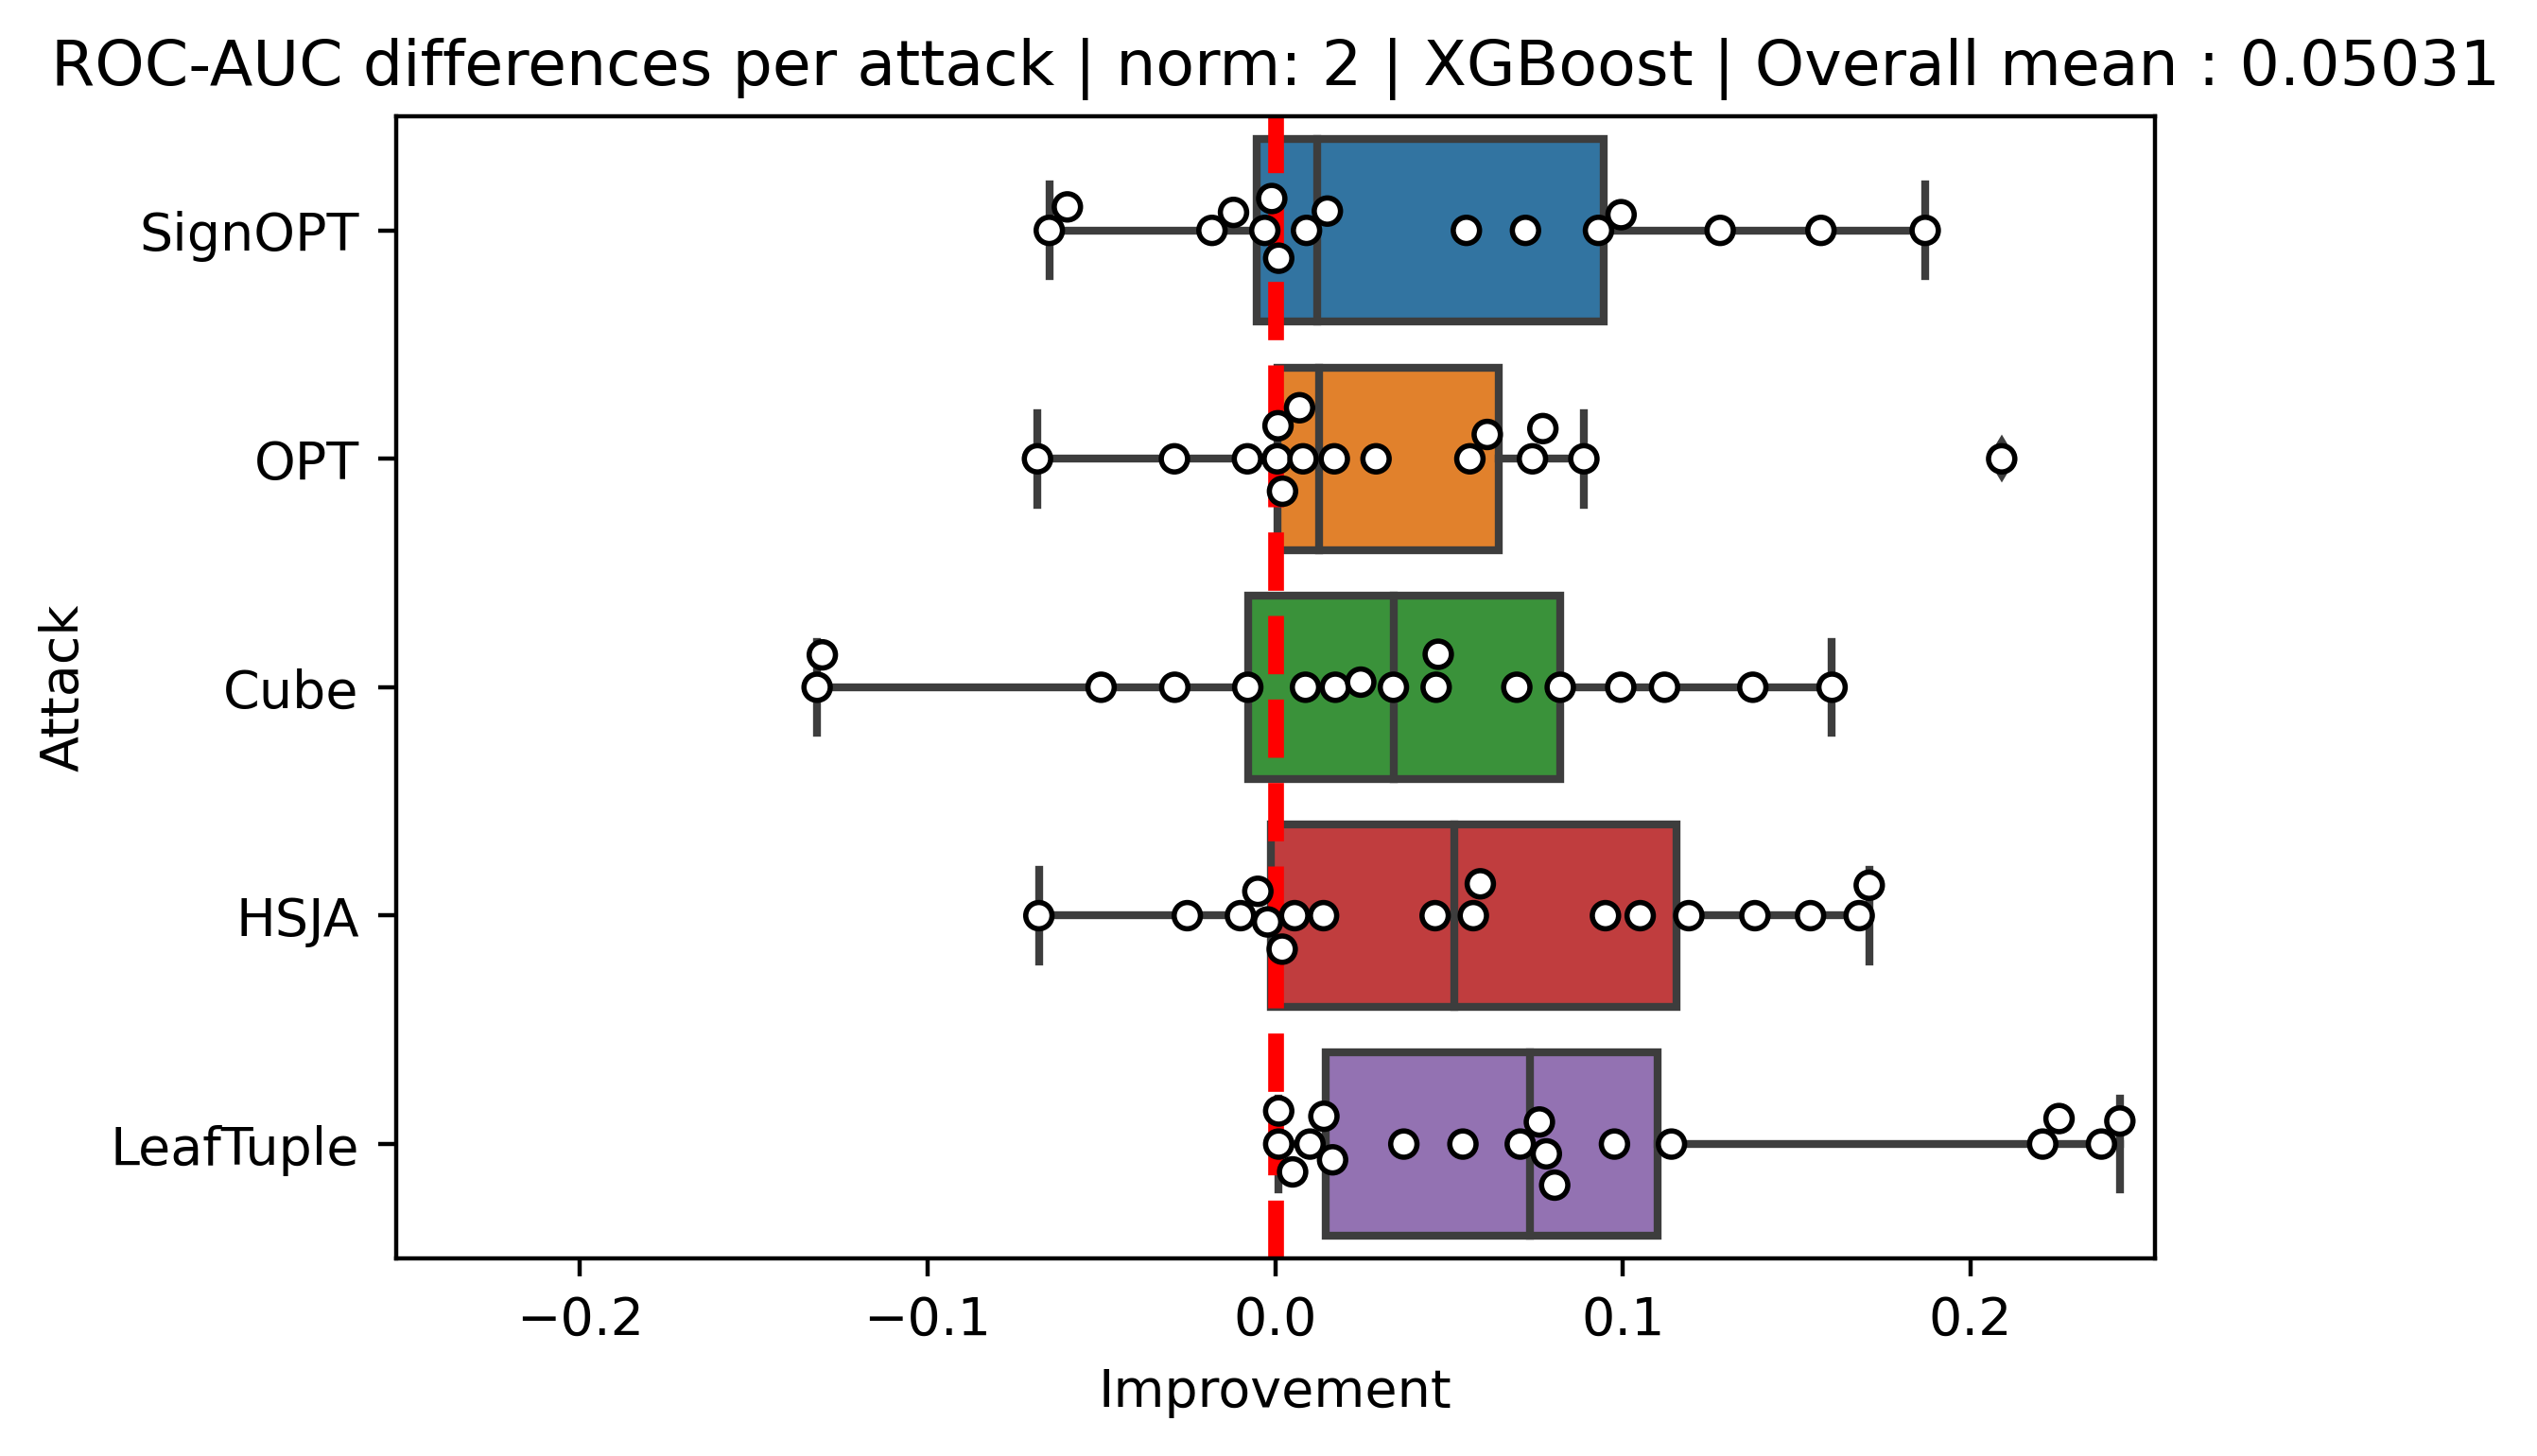 ROC-AUC differences per attack | norm: 2 | XGBoost | Overall mean : 0.05031
SignOPT
OPT
Cube
HSJA
LeafTuple
Attack
−0.2
−0.1
0.0
0.1
0.2
Improvement